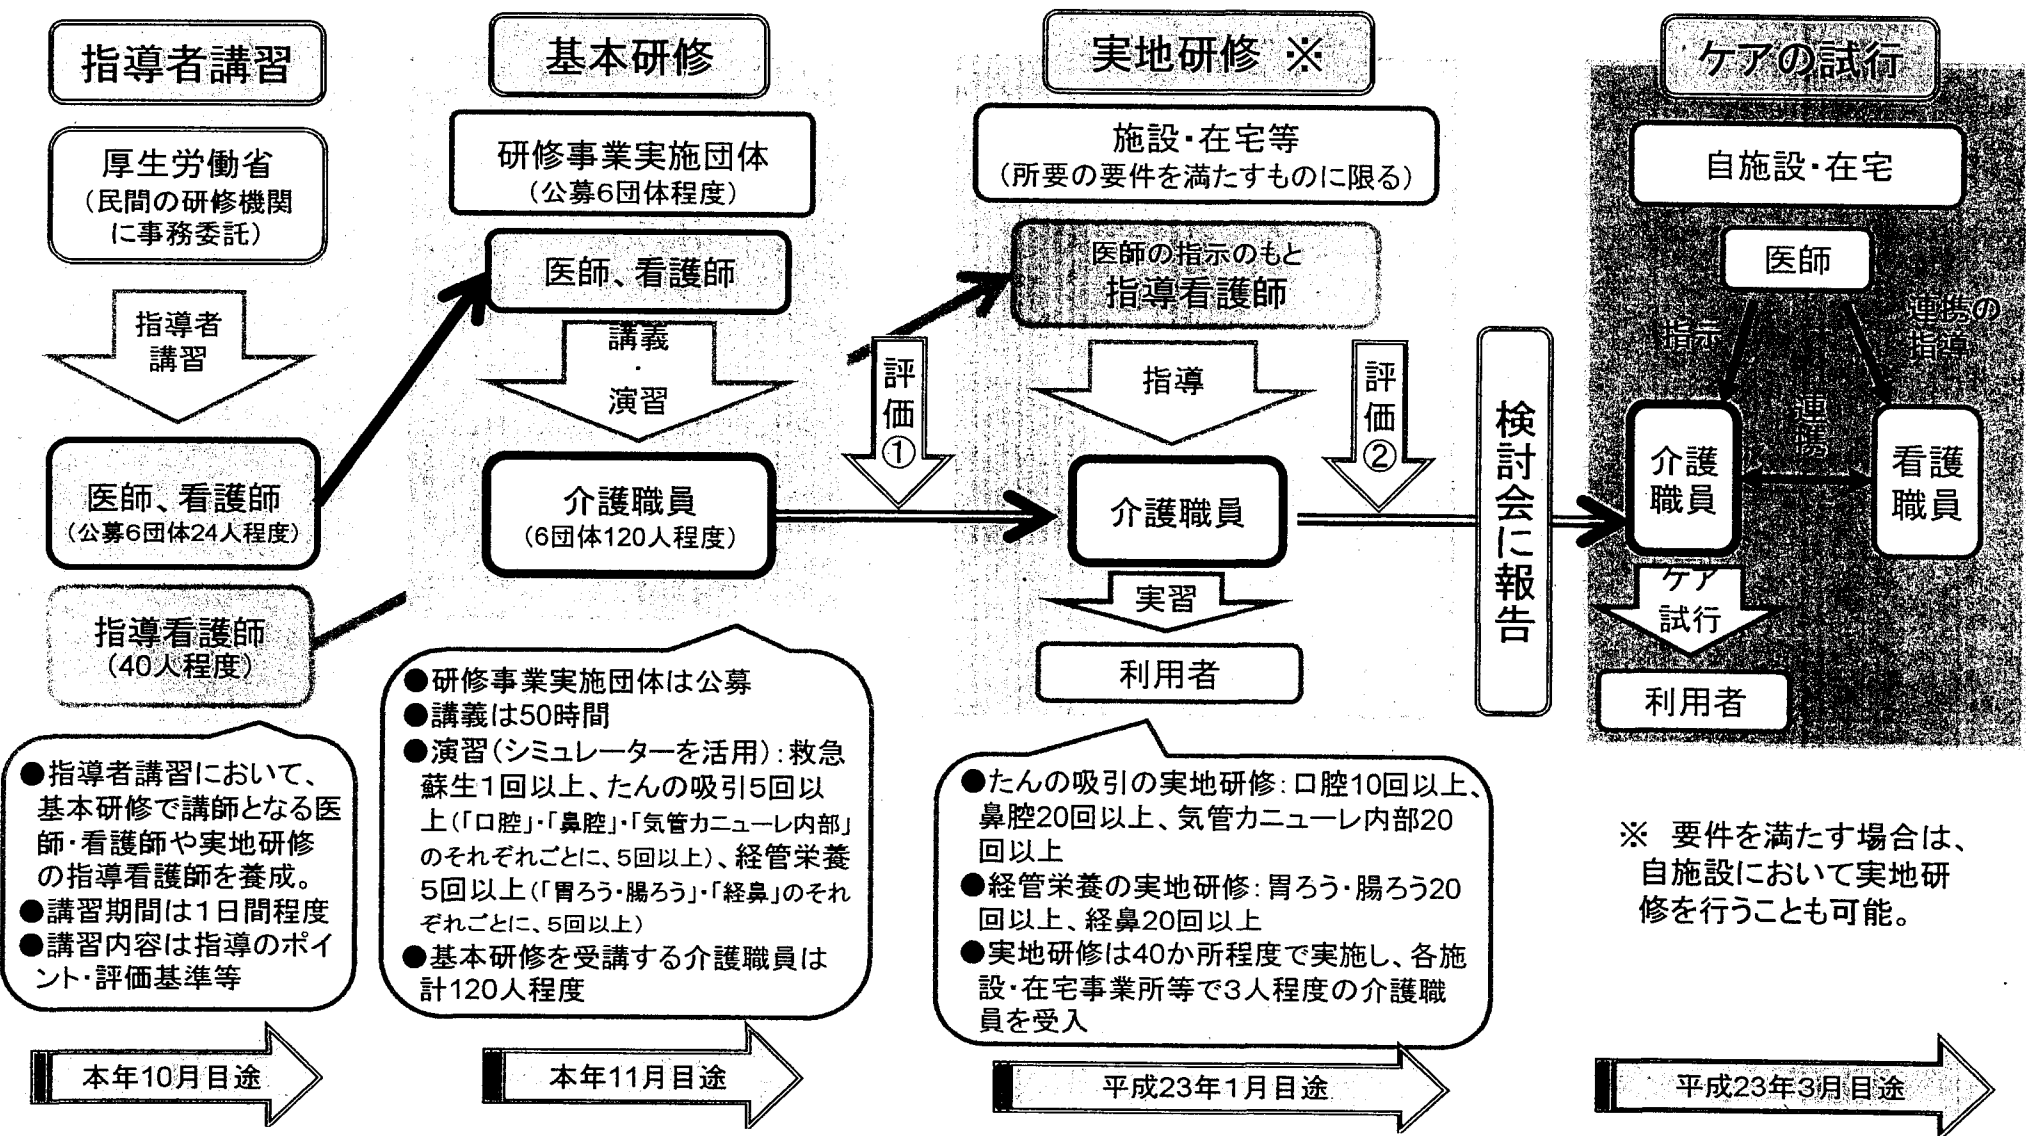 指導者講習
厚生労働省
(民間の研修機関
に事務委託)
指導者
講習
医師、看護師
(公募6団体24人程度)
指導看護師
(40人程度)
●指導者講習において、
基本研修で講師となる医
師・看護師や実地研修
の指導看護師を養成。
●講習期間は1日間程度
●講習内容は指導のポイ
ント・評価基準等
本年10月目途
基本研修
研修事業実施団体
(公募6団体程度)
医師、看護師
講義
・
演習
介護職員
(6団体120人程度)
●研修事業実施団体は公募
●講義は50時間
●演習(シミュレーターを活用):救急
蘇生1回以上、たんの吸引5回以
上(「口腔」・「鼻腔」・「気管カニューレ内部」
のそれぞれごとに、5回以上)、経管栄養
5回以上(「胃ろう・腸ろう」・「経鼻」のそれ
ぞれごとに、5回以上)
●基本研修を受講する介護職員は
計120人程度
本年11月目途
評
価
①
実地研修 ※
施設・在宅等
(所要の要件を満たすものに限る)
医師の指示のもと
指導看護師
指導
介護職員
実習
利用者
●たんの吸引の実地研修:口腔10回以上、
鼻腔20回以上、気管カニューレ内部20
回以上
●経管栄養の実地研修:胃ろう・腸ろう20
回以上、経鼻20回以上
●実地研修は40か所程度で実施し、各施
設・在宅事業所等で3人程度の介護職
員を受入
平成23年1月目途
評
価
②
検討会に報告
ケアの試行
自施設・在宅
医師
指示
連携の
指導
連携
介護
職員
看護
職員
ケア
試行
利用者
※ 要件を満たす場合は、
自施設において実地研
修を行うことも可能。
平成23年3月目途